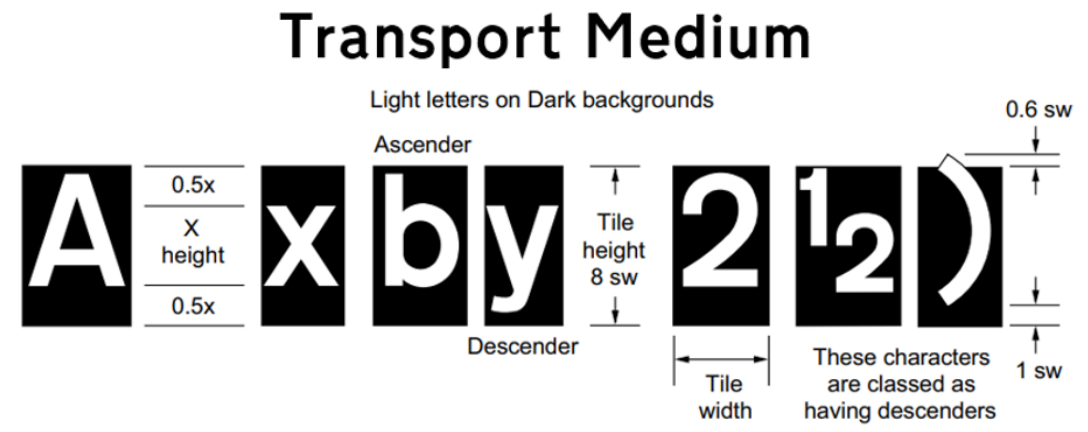 Transport Medium
Light letters on Dark backgrounds
0.6 sw
Ascender
A
0.5x
X
height
0.5x
x
b
y
Tile
height
8 sw
2
1
2
)
1 sw
Descender
Tile
width
These characters
are classed as
having descenders